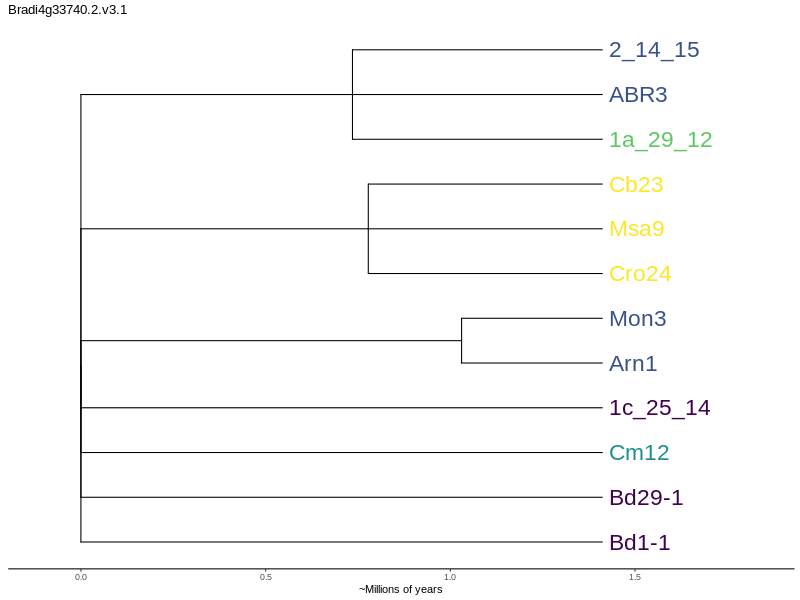 Bradi4g33740.2.v3.1
2_14_15
ABR3
1a_29_12
Cb23
Msa9
Cro24
Mon3
Arn1
1c_25_14
Cm12
Bd29-1
Bd1-1
0.0 0.5 1.0 1.5
~Millions of years